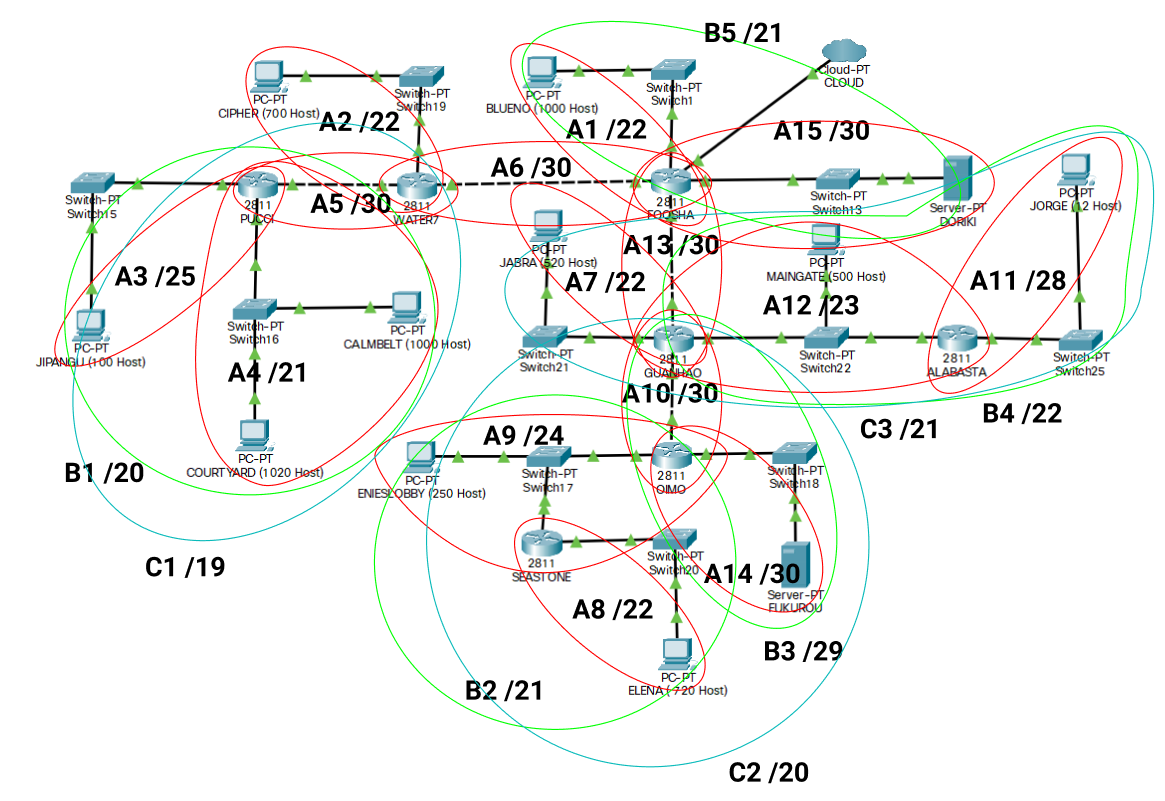 B5 /21
Cloud-PT
CLOUD
PC-PT
CIPHER (700 Host)
Switch-PT
Switch19
A2 /22
PC-PT
BLUENO (1000 Host)
Switch-PT
Switch1
A1 /22
A15 /30
Switch-PT
Switch15
2811
PUCCI
A5 /30
2811
WATER7
A6 /30
2811
FOOSHA
Switch-PT
Switch13
Server-PT
DORIKI
PC-PT
JORGE (12 Host)
A13 /30
PC-PT
JABRA (520 Host)
A7 /22
PC-PT
MAINGATE (500 Host)
A12 /23
A11 /28
A3 /25
PC-PT
JIPANGU (100 Host)
Switch-PT
Switch16
PC-PT
CALMBELT (1000 Host)
A4 /21
Switch-PT
Switch21
2811
GUANHAO
Switch-PT
Switch22
2811
ALABASTA
Switch-PT
Switch25
A10 /30
B4 /22
C3 /21
PC-PT
COURTYARD (1020 Host)
B1 /20
A9 /24
PC-PT
ENIESLOBBY (250 Host)
Switch-PT
Switch17
2811
OIMO
Switch-PT
Switch18
C1 /19
2811
SEASTONE
Switch-PT
Switch20
A14 /30
Server-PT
FUKUROU
A8 /22
B3 /29
PC-PT
ELENA ( 720 Host)
B2 /21
C2 /20